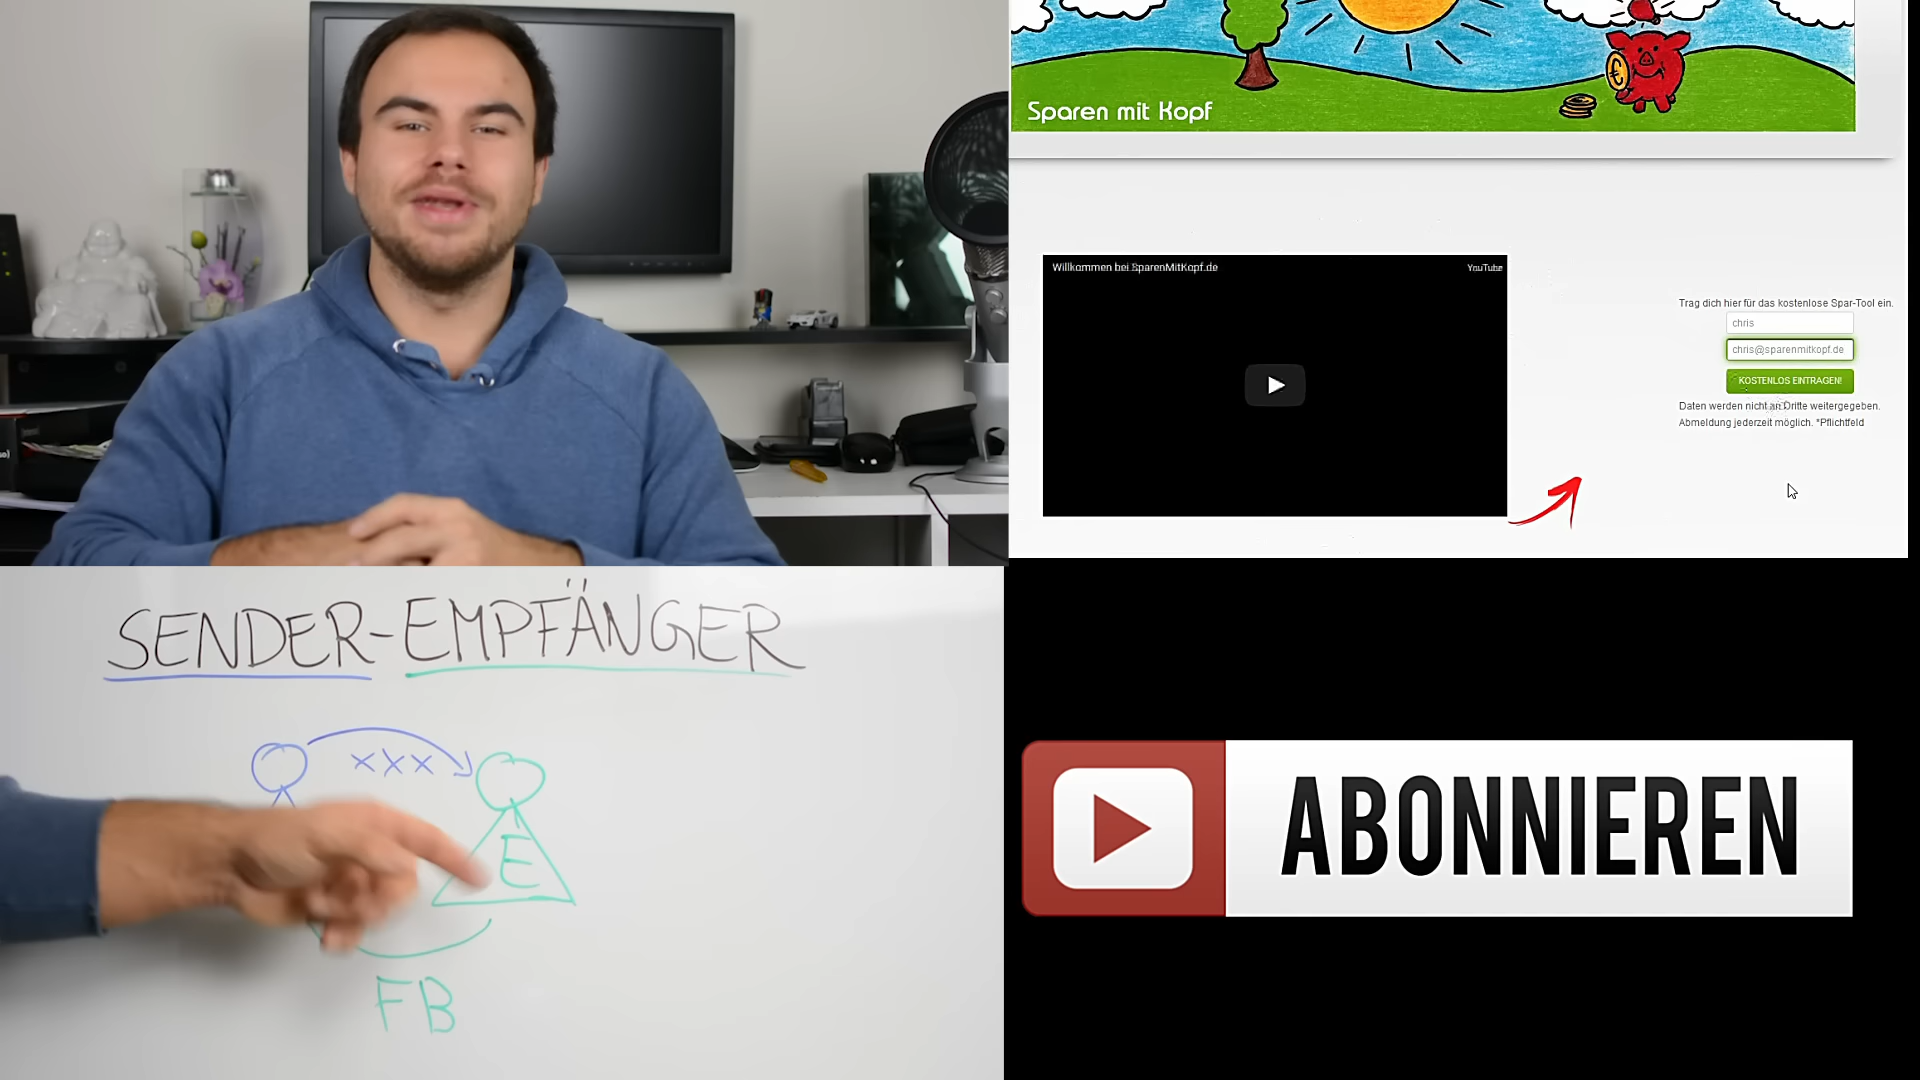 Sparen mit Kopf
Willkommen bei SparenMitKopf.de
YouTube
Trag dich hier für das kostenlose Spar-Tool ein.
chris
chris@sparenmitkopf.de
KOSTENLOS EINTRAGEN!
Daten werden nicht an Dritte weitergegeben.
Abmeldung jederzeit möglich. *Pflichtfeld
SENDER-EMPFÄNGER
XXX
E
FB
ABONNIEREN